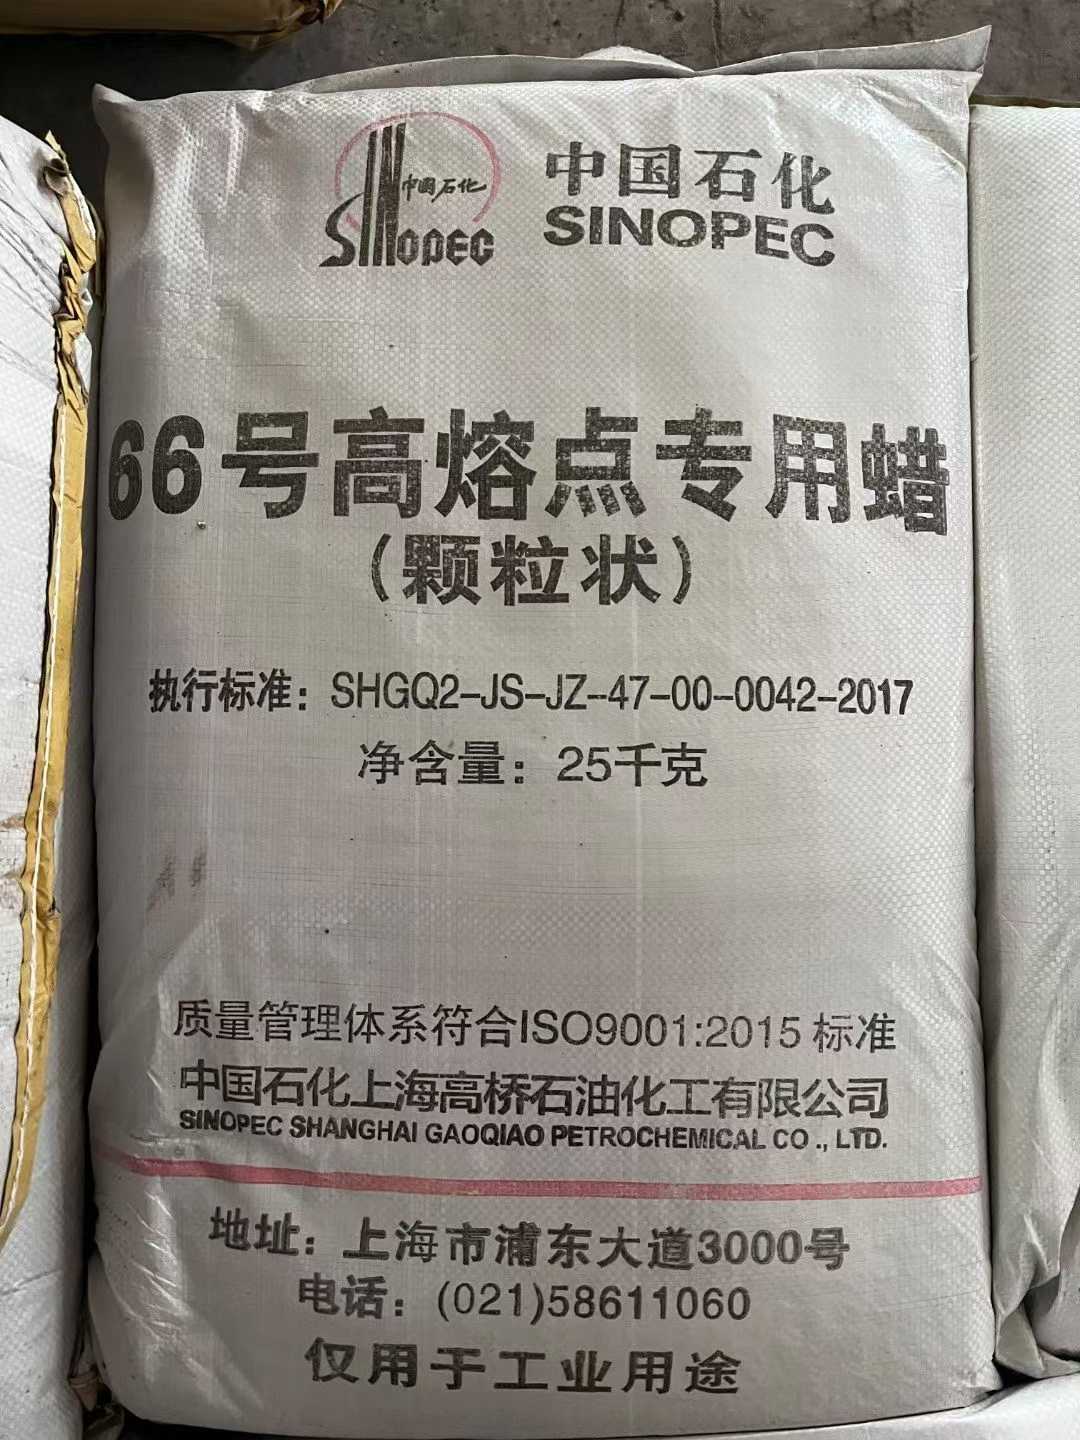 中国石化
SINOPEC
中国石化
SINOPEC
66号高熔点专用蜡
(颗粒状)
执行标准：SHGQ2-JS-JZ-47-00-0042-2017
净含量：25千克
质量管理体系符合ISO9001:2015标准
中国石化上海高桥石油化工有限公司
SINOPEC SHANGHAI GAOQIAO PETROCHEMICAL CO., LTD.
地址：上海市浦东大道3000号
电话：(021)58611060
仅用于工业用途